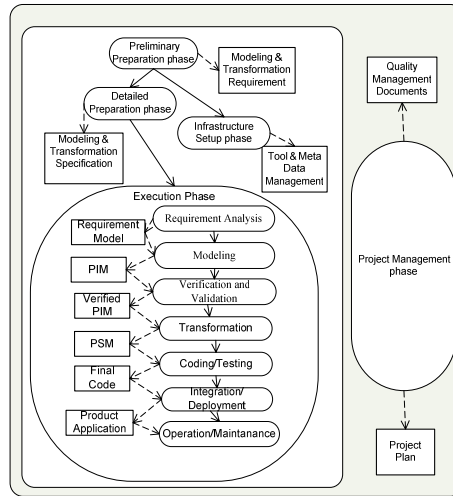 Preliminary
Preparation phase
Modeling &
Transformation
Requirement
Quality
Management
Documents
Detailed
Preparation phase
Infrastructure
Setup phase
Modeling &
Transformation
Specification
Tool & Meta
Data
Management
Execution Phase
Requirement
Model
Requirement Analysis
Modeling
PIM
Verification and
Validation
Verified
PIM
Transformation
PSM
Coding/Testing
Final
Code
Integration/
Deployment
Product
Application
Operation/Maintanance
Project Management
phase
Project
Plan